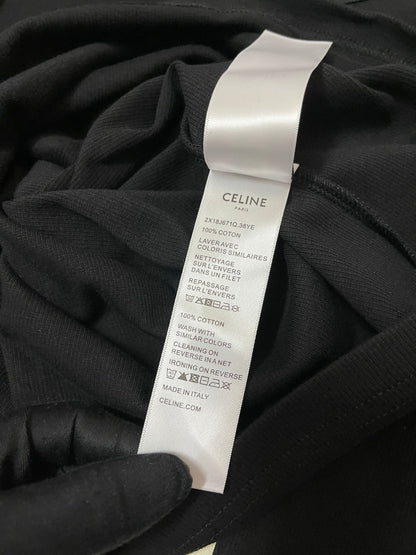 CELINE
PARIS
2X18J671Q.36YE
100% COTON
LAVER AVEC
COLORIS SIMILAIRES
NETTOYAGE
SUR L'ENVERS
DANS UN FILET
REPASSAGE
SUR L'ENVERS
100% COTTON
WASH WITH
SIMILAR COLORS
CLEANING ON
REVERSE IN A NET
IRONING ON REVERSE
MADE IN ITALY
CELINE.COM